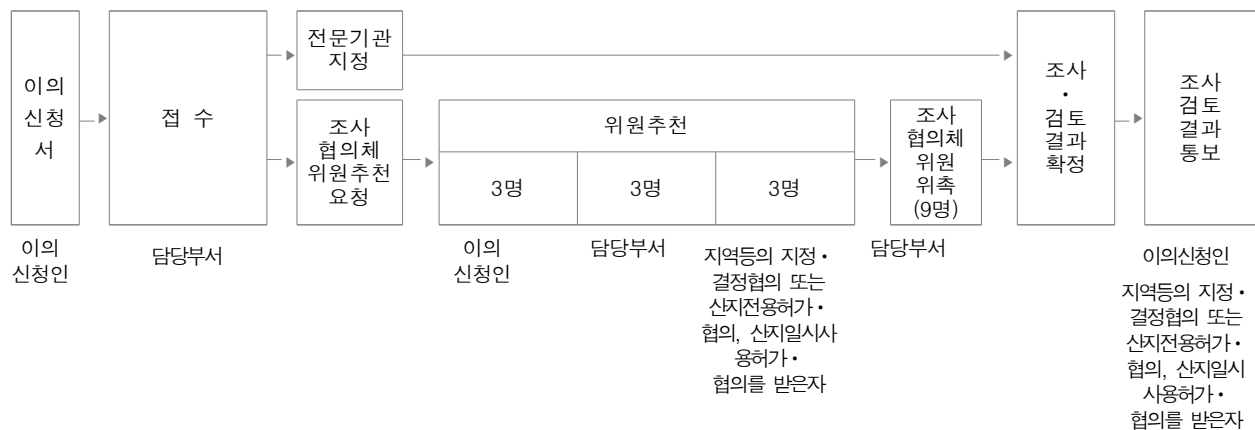 이의
신청
서
접 수
전문기관
지정
조사
협의체
위원추천
요청
위원추천
3명
3명
3명
조사
협의체
위원
위촉
(9명)
조사
•
검토
결과
확정
조사
검토
결과
통보
이의
신청인
담당부서
이의
신청인
담당부서
지역등의 지정•
결정협의 또는
산지전용허가•
협의, 산지일시사
용허가•
협의를 받은자
담당부서
이의신청인
지역등의 지정•
결정협의 또는
산지전용허가•
협의, 산지일시
사용허가•
협의를 받은자